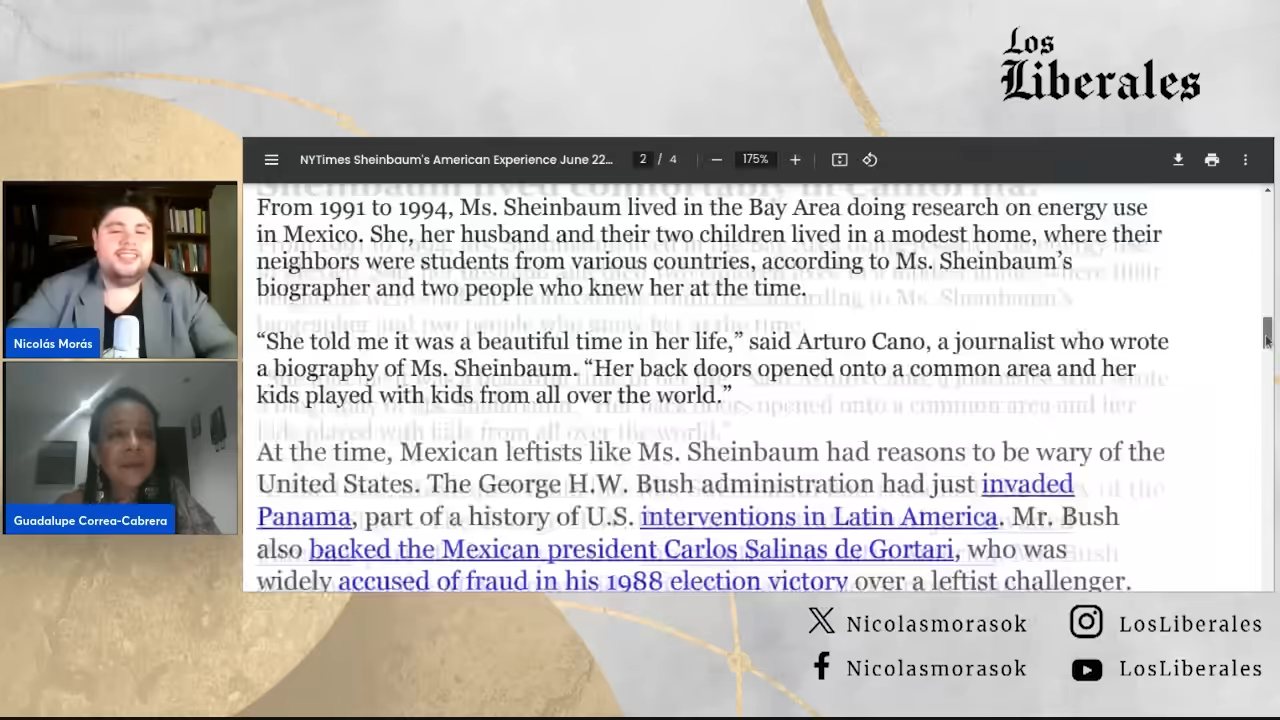 Los
Liberales
NYTimes Sheinbaum's American Experience June 22...
2 / 4
175%
Sheinbaum lived comfortably in California.
From 1991 to 1994, Ms. Sheinbaum lived in the Bay Area doing research on energy use
in Mexico. She, her husband and their two children lived in a modest home, where their
neighbors were students from various countries, according to Ms. Sheinbaum’s
biographer and two people who knew her at the time.
“She told me it was a beautiful time in her life,” said Arturo Cano, a journalist who wrote
a biography of Ms. Sheinbaum. “Her back doors opened onto a common area and her
kids played with kids from all over the world.”
At the time, Mexican leftists like Ms. Sheinbaum had reasons to be wary of the
United States. The George H.W. Bush administration had just invaded
Panama, part of a history of U.S. interventions in Latin America. Mr. Bush
also backed the Mexican president Carlos Salinas de Gortari, who was
widely accused of fraud in his 1988 election victory over a leftist challenger.
Nicolás Morás
Guadalupe Correa-Cabrera
Nicolasmorasok
LosLiberales
Nicolasmorasok
LosLiberales